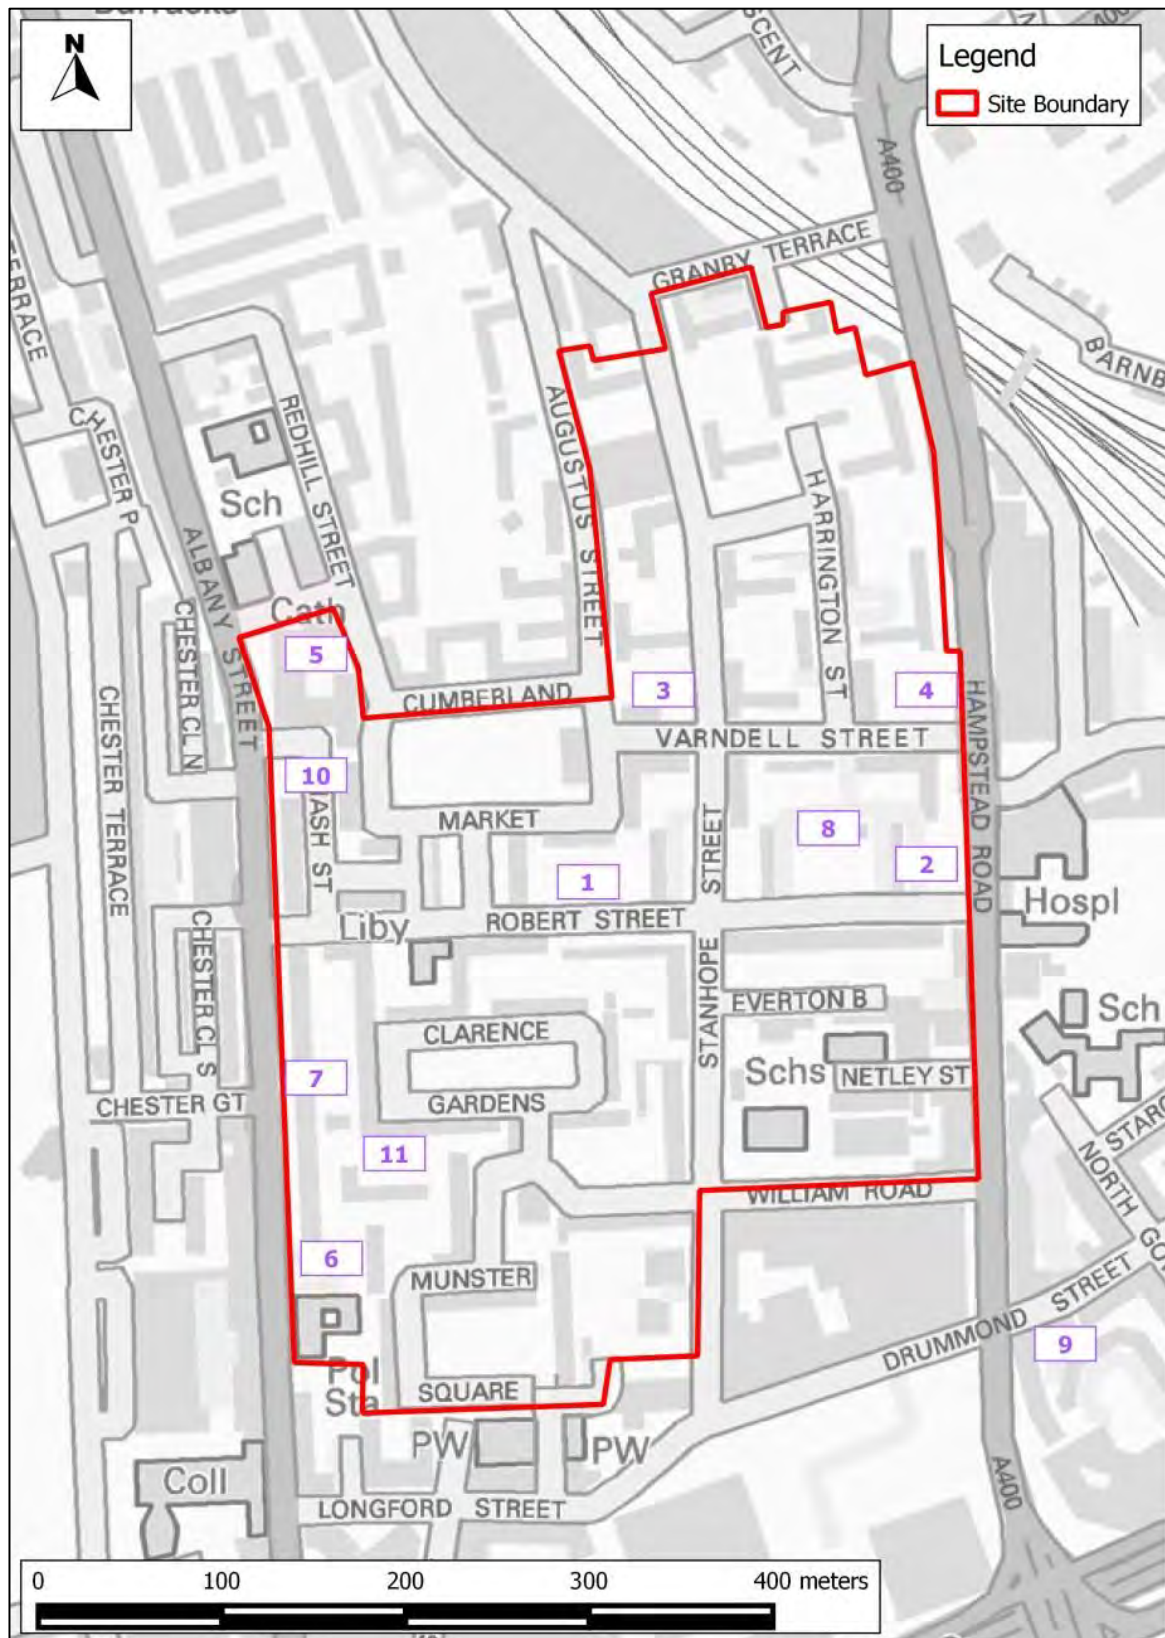 N
Legend
Site Boundary
SCENT
A400
GRANBY TERRACE
TERRACE
BARNB
CHESTER P
REDHILL STREET
Sch
AUGUSTUS STREET
HARRINGTON ST
ALBANY STREET
Cath
CHESTER CL N
5
3
4
CUMBERLAND
VARNDELL STREET
HAMPSTEAD ROAD
CHESTER TERRACE
10
MARKET
8
ASH ST
1
2
STREET
Hospl
Liby
ROBERT STREET
CHESTER CL S
STANHOPE
EVERTON B
Sch
CLARENCE
7
Schs
NETLEY ST
CHESTER GT
GARDENS
STARC
11
NORTH GO
WILLIAM ROAD
6
MUNSTER
DRUMMOND STREET
9
Pol
Sta
SQUARE
PW
PW
Coll
A400
LONGFORD STREET
0 100 200 300 400 meters